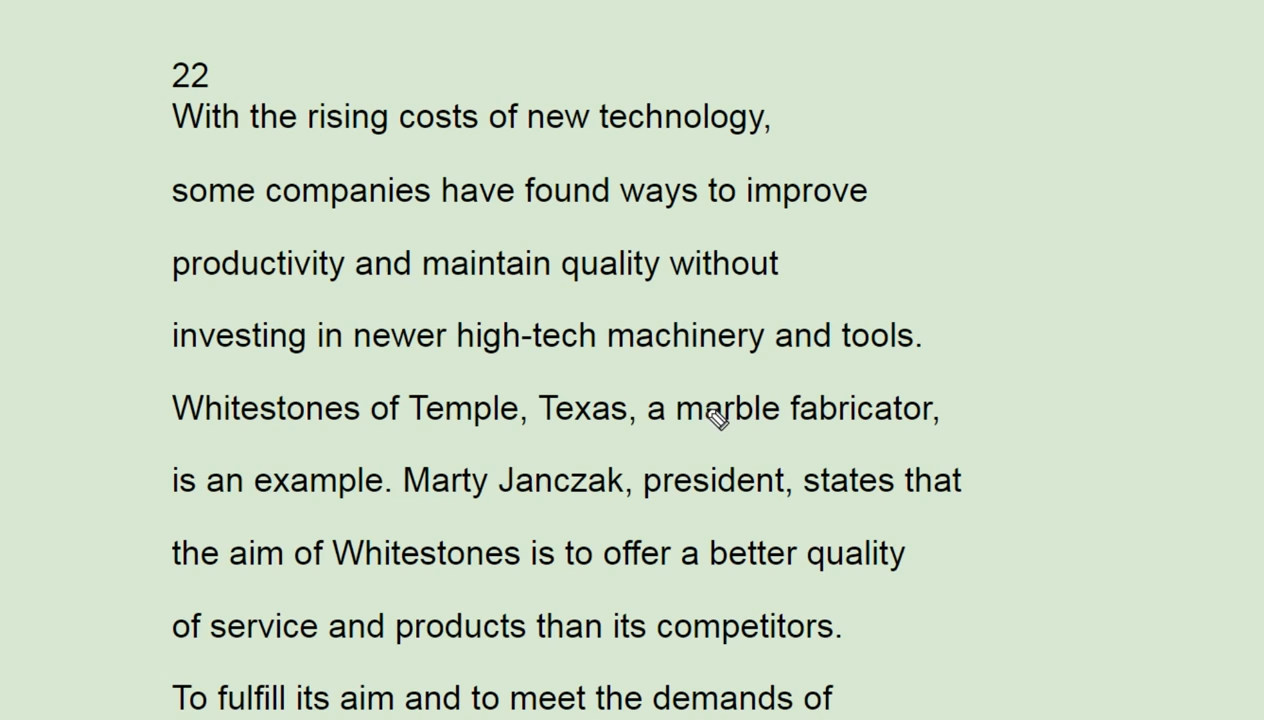 22
With the rising costs of new technology,
some companies have found ways to improve
productivity and maintain quality without
investing in newer high-tech machinery and tools.
Whitestones of Temple, Texas, a marble fabricator,
is an example. Marty Janczak, president, states that
the aim of Whitestones is to offer a better quality
of service and products than its competitors.
To fulfill its aim and to meet the demands of